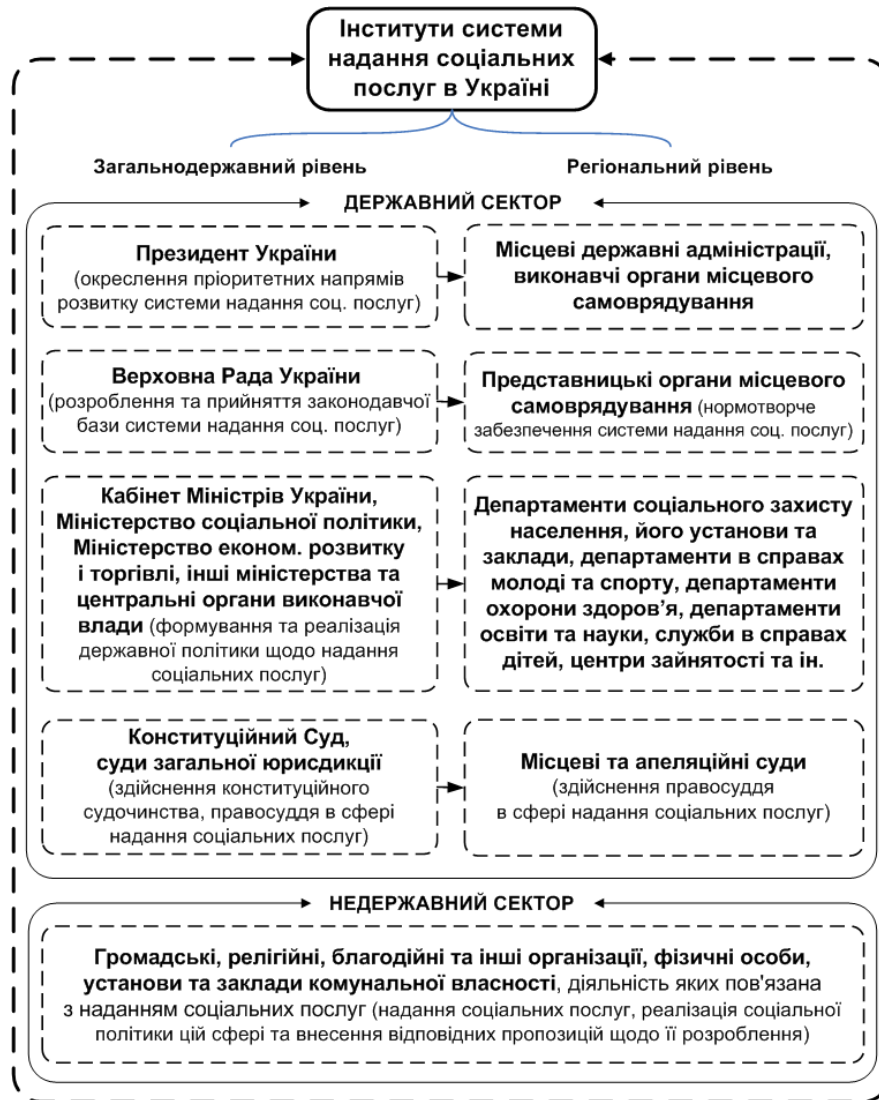 Інститути системи
надання соціальних
послуг в Україні
Загальнодержавний рівень
Регіональний рівень
ДЕРЖАВНИЙ СЕКТОР
Президент України
(окреслення пріоритетних напрямів
розвитку системи надання соц. послуг)
Місцеві державні адміністрації,
виконавчі органи місцевого
самоврядування
Верховна Рада України
(розроблення та прийняття законодавчої
бази системи надання соц. послуг)
Представницькі органи місцевого
самоврядування (нормотворче
забезпечення системи надання соц. послуг)
Кабінет Міністрів України,
Міністерство соціальної політики,
Міністерство економ. розвитку
і торгівлі, інші міністерства та
центральні органи виконавчої
влади (формування та реалізація
державної політики щодо надання
соціальних послуг)
Департаменти соціального захисту
населення, його установи та
заклади, департаменти в справах
молоді та спорту, департаменти
охорони здоров’я, департаменти
освіти та науки, служби в справах
дітей, центри зайнятості та ін.
Конституційний Суд,
суди загальної юрисдикції
(здійснення конституційного
судочинства, правосуддя в сфері
надання соціальних послуг)
Місцеві та апеляційні суди
(здійснення правосуддя
в сфері надання соціальних послуг)
НЕДЕРЖАВНИЙ СЕКТОР
Громадські, релігійні, благодійні та інші організації, фізичні особи,
установи та заклади комунальної власності, діяльність яких пов'язана
з наданням соціальних послуг (надання соціальних послуг, реалізація соціальної
політики цій сфері та внесення відповідних пропозицій щодо її розроблення)